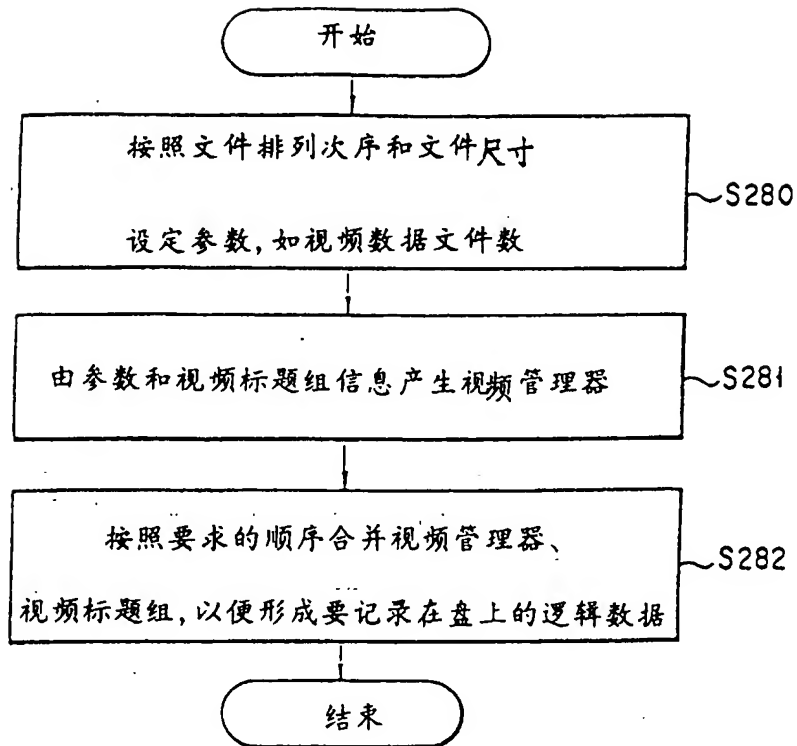 开始
按照文件排列次序和文件尺寸
设定参数,如视频数据文件数
S280
由参数和视频标题组信息产生视频管理器
S281
按照要求的顺序合并视频管理器、
视频标题组,以便形成要记录在盘上的逻辑数据
S282
结束